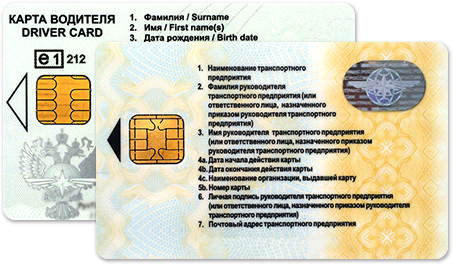 КАРТА ВОДИТЕЛЯ
DRIVER CARD
e1 212
1. Фамилия / Surname
2. Имя / First name(s)
3. Дата рождения / Birth date
1. Наименование транспортного
предприятия
2. Фамилия руководителя
транспортного предприятия (или
ответственного лица, назначенного
приказом руководителя транспортного
предприятия)
3. Имя руководителя транспортного предприятия
(или ответственного лица, назначенного приказом
руководителя транспортного предприятия)
4a. Дата начала действия карты
4b. Дата окончания действия карты
4c. Наименование организации, выдавшей карту
5b. Номер карты
6. Личная подпись руководителя транспортного предприятия
(или ответственного лица, назначенного приказом руководителя
транспортного предприятия)
7. Почтовый адрес транспортного предприятия